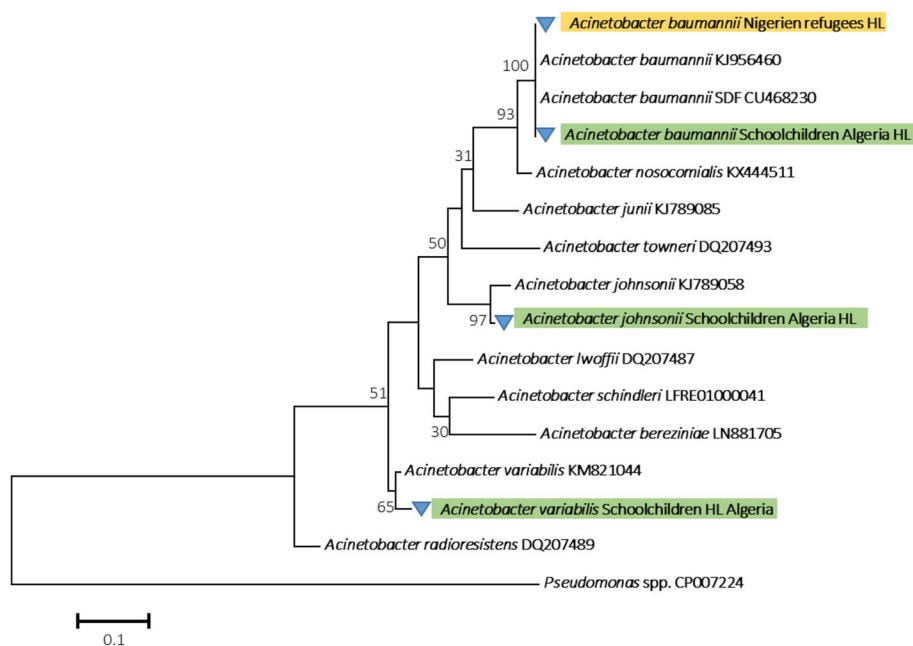 Acinetobacter baumannii Nigerien refugees HL
Acinetobacter baumannii KJ956460
100
Acinetobacter baumannii SDF CU468230
93
Acinetobacter baumannii Schoolchildren Algeria HL
31
Acinetobacter nosocomialis KX444511
Acinetobacter junii KJ789085
50
Acinetobacter towneri DQ207493
Acinetobacter johnsonii KJ789058
97
Acinetobacter johnsonii Schoolchildren Algeria HL
Acinetobacter lwoffii DQ207487
51
Acinetobacter schindleri LFRE01000041
30
Acinetobacter bereziniae LN881705
Acinetobacter variabilis KM821044
65
Acinetobacter variabilis Schoolchildren HL Algeria
Acinetobacter radioresistens DQ207489
Pseudomonas spp. CP007224
0.1